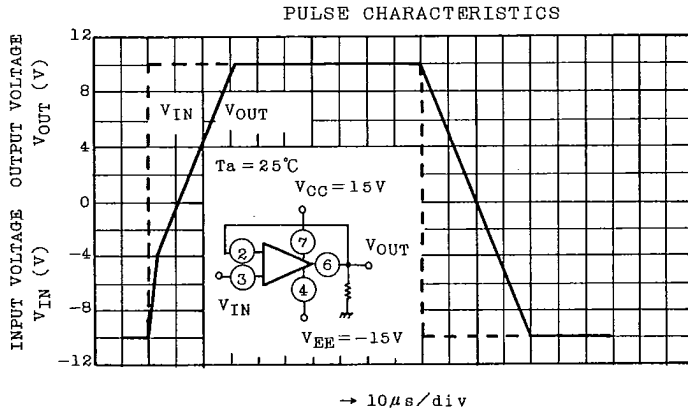 PULSE CHARACTERISTICS
INPUT VOLTAGE OUTPUT VOLTAGE
VIN (V) VOUT (V)
12
8
4
0
-4
-8
-12
VIN VOUT
Ta = 25℃
VCC = 15V
2
3
7
6
4
VOUT
VIN
VEE = -15V
→ 10μs/div